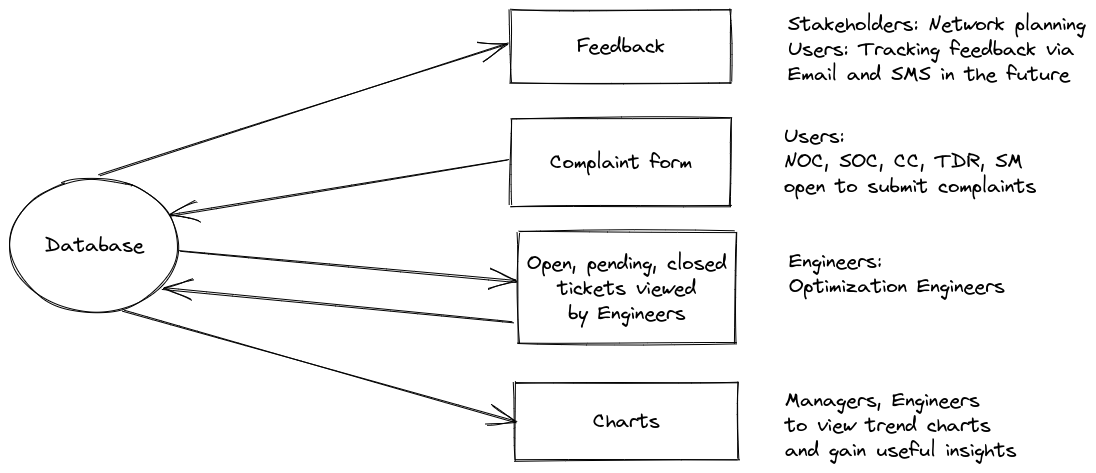 Feedback
Stakeholders: Network planning
Users: Tracking feedback via
Email and SMS in the future
Complaint form
Users:
NOC, SOC, CC, TDR, SM
open to submit complaints
Database
Open, pending, closed
tickets viewed
by Engineers
Engineers:
Optimization Engineers
Charts
Managers, Engineers
to view trend charts
and gain useful insights